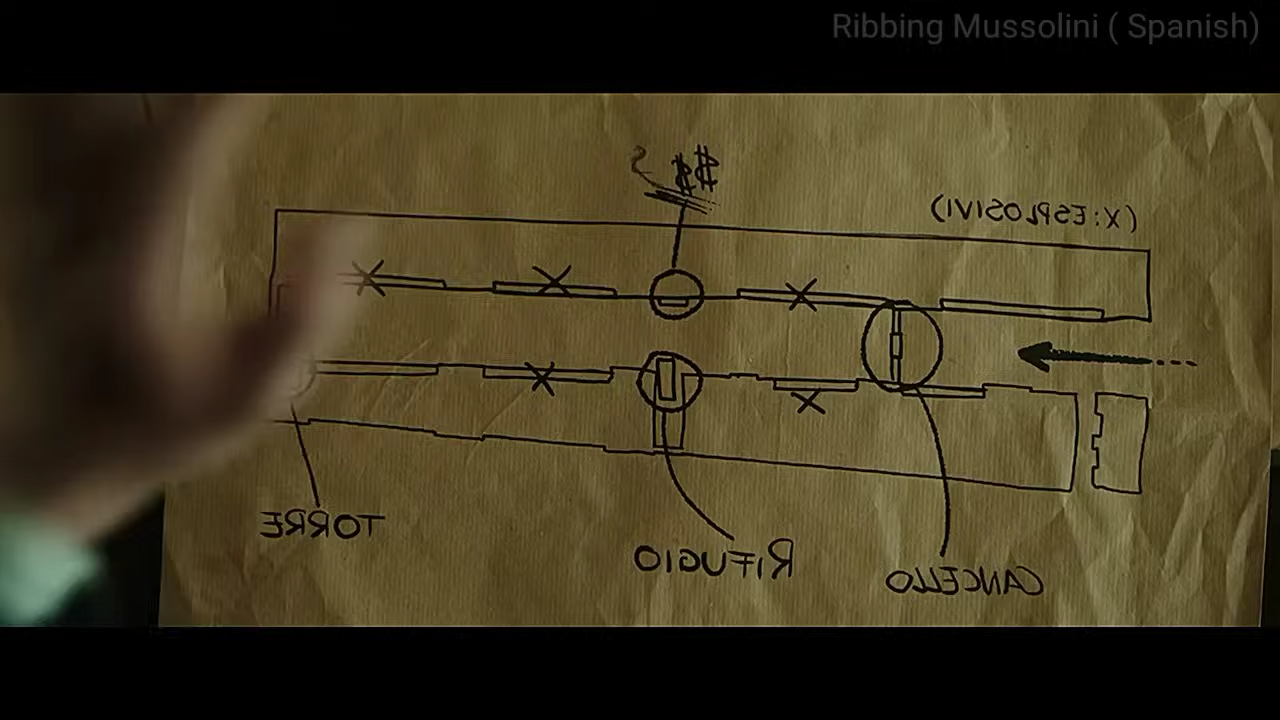 Ribbing Mussolini ( Spanish)
$$
(X: ESPLOSIVI)
TORRE
RIFUGIO
CANCELLO